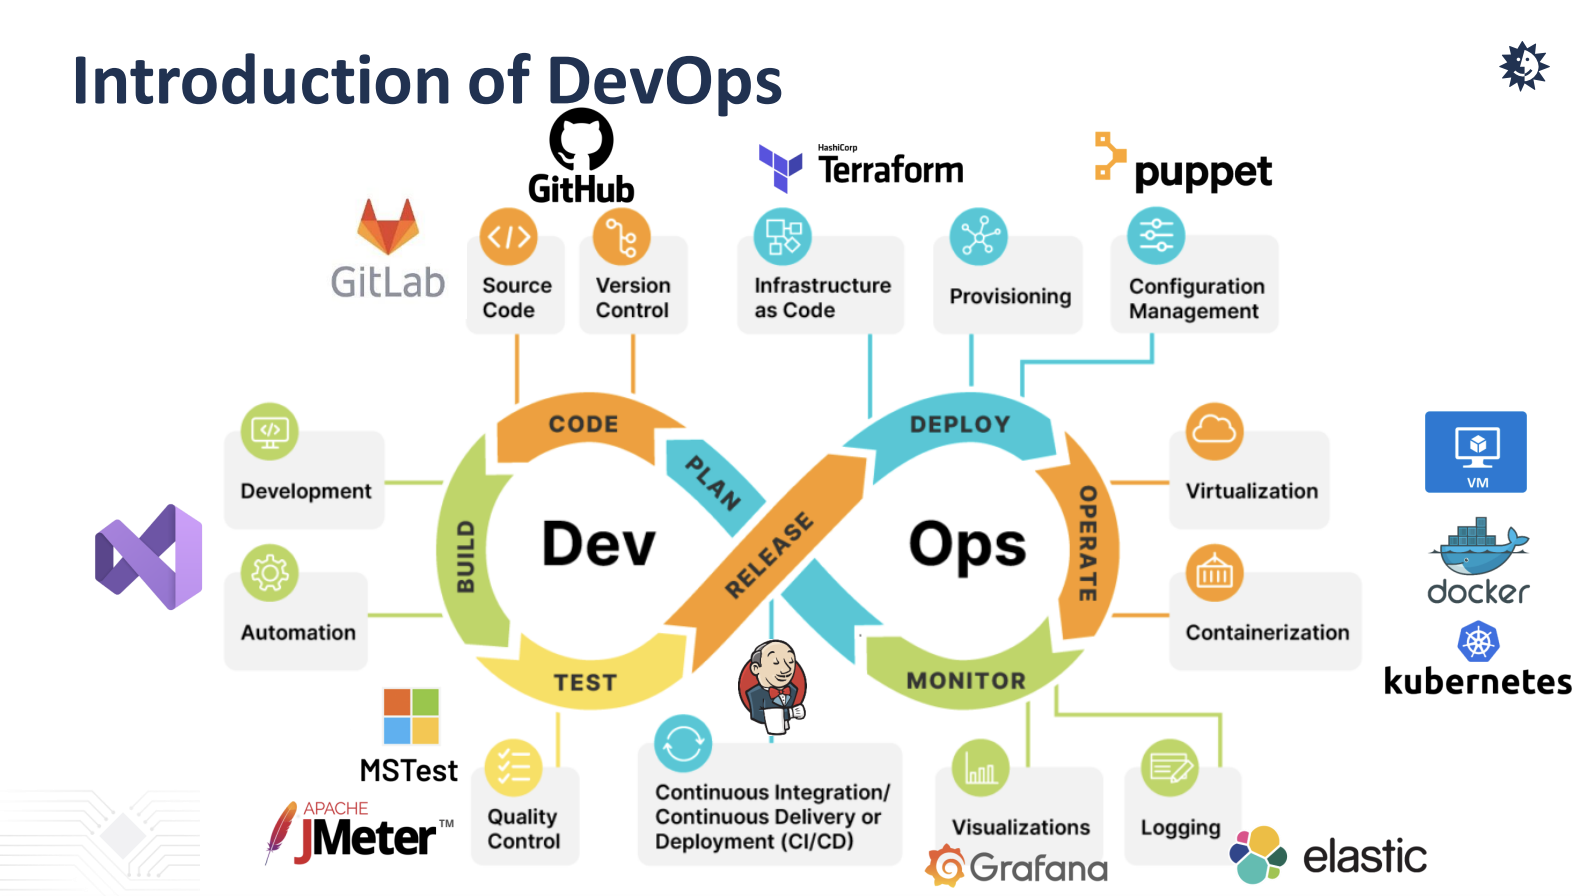 Introduction of DevOps
GitHub
HashiCorp
Terraform
puppet
GitLab
Source
Code
Version
Control
Infrastructure
as Code
Provisioning
Configuration
Management
CODE
PLAN
DEPLOY
Development
BUILD
Dev
RELEASE
Ops
OPERATE
Virtualization
VM
docker
Automation
Containerization
kubernetes
TEST
MONITOR
MSTest
APACHE
JMeter™
Quality
Control
Continuous Integration/
Continuous Delivery or
Deployment (CI/CD)
Visualizations
Grafana
Logging
elastic